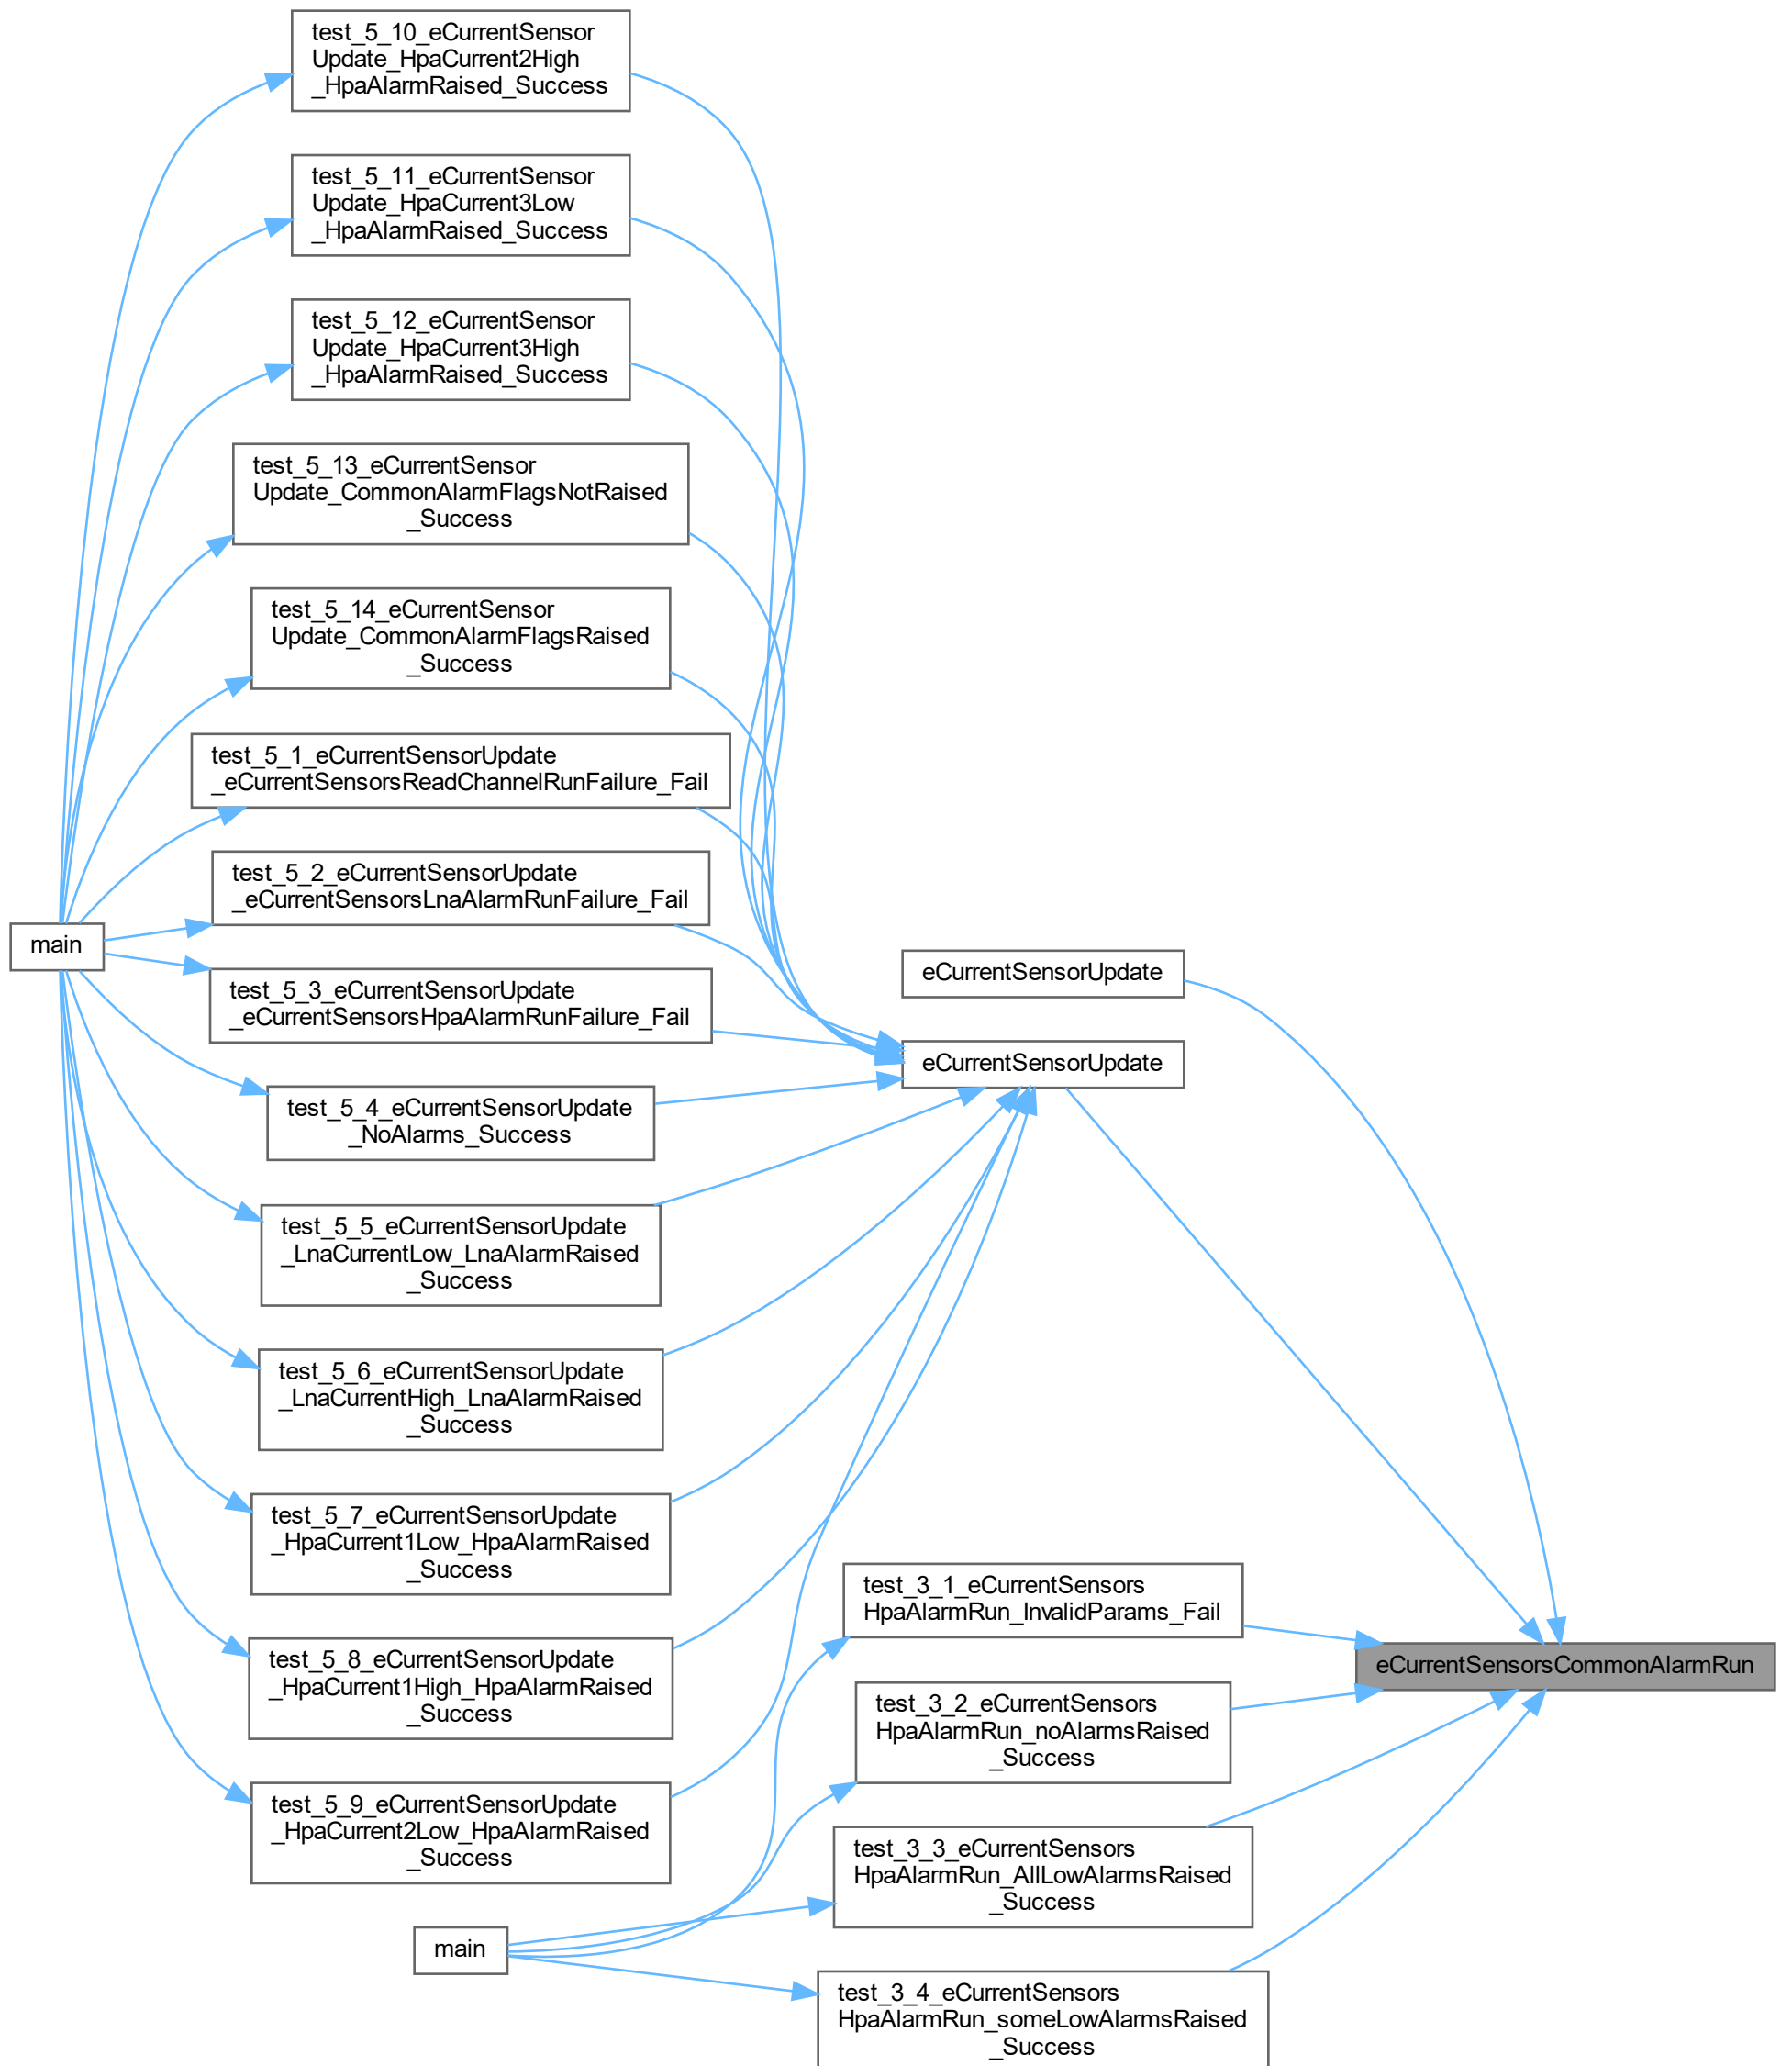 test_5_10_eCurrentSensor
Update_HpaCurrent2High
_HpaAlarmRaised_Success
test_5_11_eCurrentSensor
Update_HpaCurrent3Low
_HpaAlarmRaised_Success
test_5_12_eCurrentSensor
Update_HpaCurrent3High
_HpaAlarmRaised_Success
test_5_13_eCurrentSensor
Update_CommonAlarmFlagsNotRaised
_Success
test_5_14_eCurrentSensor
Update_CommonAlarmFlagsRaised
_Success
test_5_1_eCurrentSensorUpdate
_eCurrentSensorsReadChannelRunFailure_Fail
test_5_2_eCurrentSensorUpdate
_eCurrentSensorsLnaAlarmRunFailure_Fail
main
test_5_3_eCurrentSensorUpdate
_eCurrentSensorsHpaAlarmRunFailure_Fail
eCurrentSensorUpdate
eCurrentSensorUpdate
test_5_4_eCurrentSensorUpdate
_NoAlarms_Success
test_5_5_eCurrentSensorUpdate
_LnaCurrentLow_LnaAlarmRaised
_Success
test_5_6_eCurrentSensorUpdate
_LnaCurrentHigh_LnaAlarmRaised
_Success
test_5_7_eCurrentSensorUpdate
_HpaCurrent1Low_HpaAlarmRaised
_Success
test_5_8_eCurrentSensorUpdate
_HpaCurrent1High_HpaAlarmRaised
_Success
test_5_9_eCurrentSensorUpdate
_HpaCurrent2Low_HpaAlarmRaised
_Success
test_3_1_eCurrentSensors
HpaAlarmRun_InvalidParams_Fail
eCurrentSensorsCommonAlarmRun
test_3_2_eCurrentSensors
HpaAlarmRun_noAlarmsRaised
_Success
test_3_3_eCurrentSensors
HpaAlarmRun_AllLowAlarmsRaised
_Success
main
test_3_4_eCurrentSensors
HpaAlarmRun_someLowAlarmsRaised
_Success